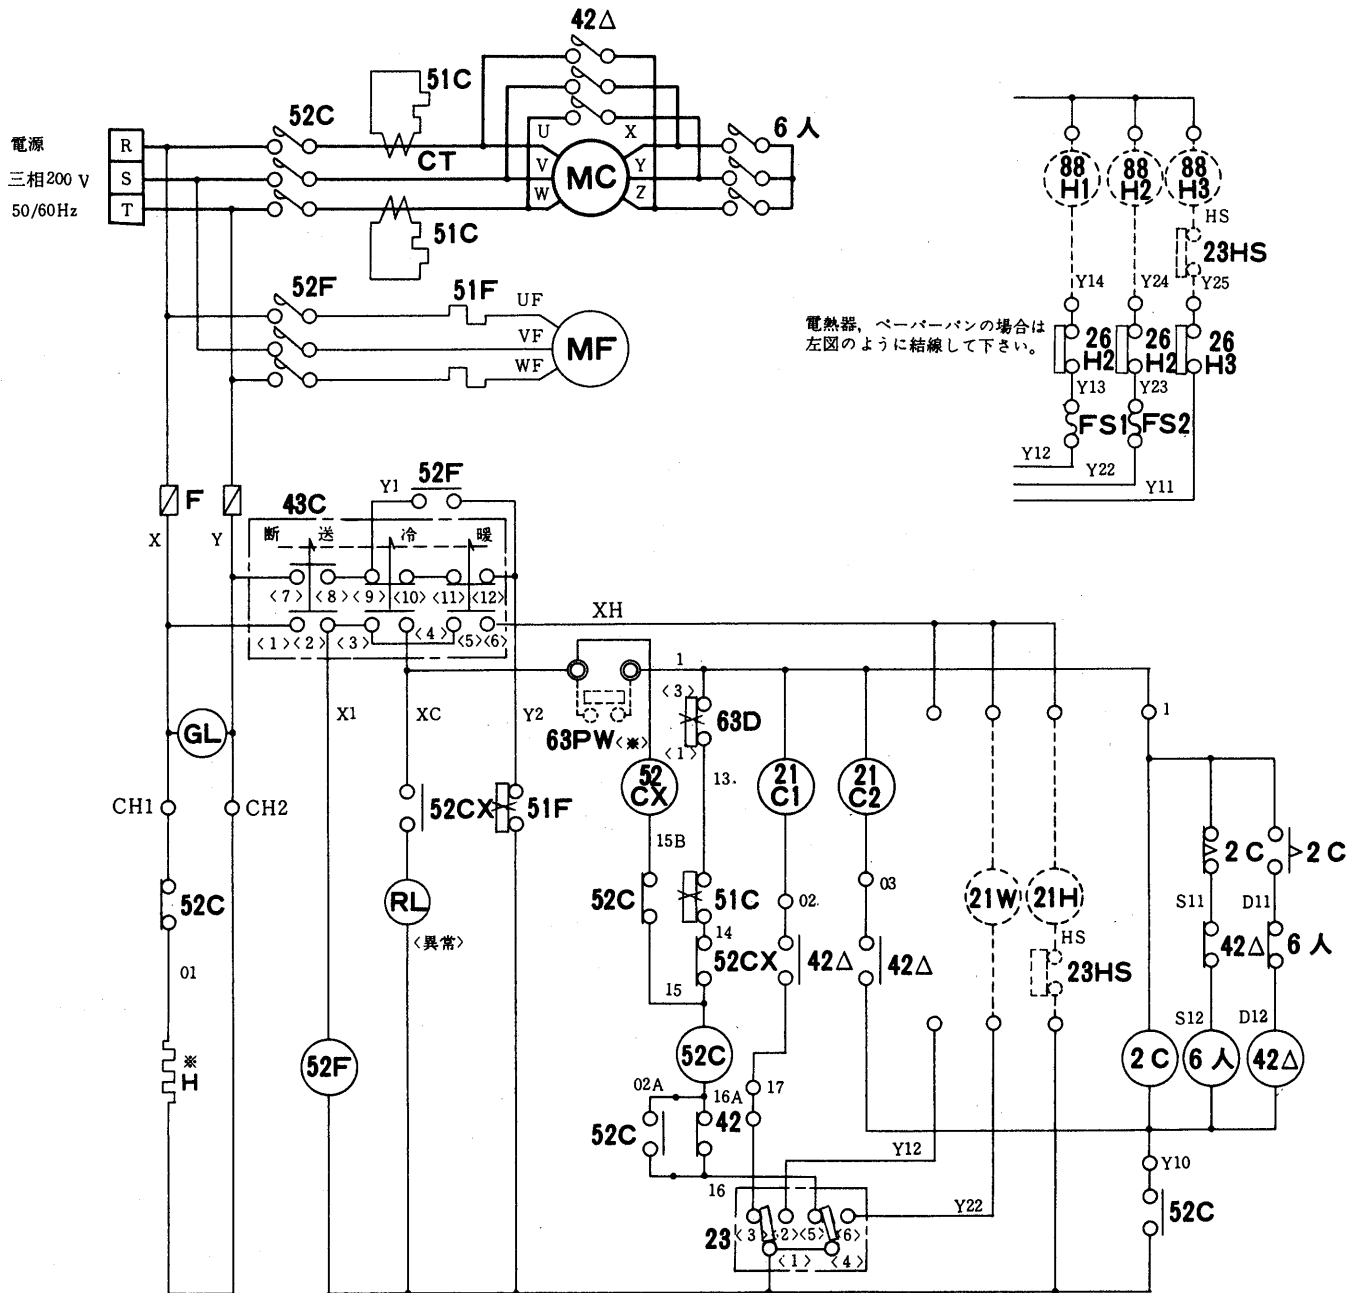 42△
51C
52C
6人
電源
三相200V
50/60Hz
R
S
T
CT
U
V
W
MC
X
Y
Z
51C
52F
51F
UF
VF
WF
MF
88
H1
88
H2
88
H3
HS
23HS
Y14
Y24
Y25
電熱器，ペーパーパンの場合は
左図のように結線して下さい。
26
H2
26
H2
26
H3
Y13
Y23
FS1
FS2
Y12
Y22
Y11
F
X
Y
43C
Y1
52F
断
送
冷
暖
〈7〉
〈8〉
〈9〉
〈10〉
〈11〉
〈12〉
〈1〉
〈2〉
〈3〉
〈4〉
〈5〉
〈6〉
XH
GL
X1
XC
Y2
63PW〈※〉
1
〈3〉
63D
〈1〉
13.
1
CH1
CH2
52CX
51F
52
CX
21
C1
21
C2
15B
52C
RL
〈異常〉
52C
51C
14
52CX
02.
42△
03
42△
21W
21H
HS
23HS
2C
2C
S11
D11
42△
6人
01
※
H
15
52F
52C
S12
D12
2C
6人
42△
02A
16A
52C
42
17
Y12
Y10
16
Y22
52C
23
〈3〉
〈2〉
〈5〉
〈6〉
〈1〉
〈4〉